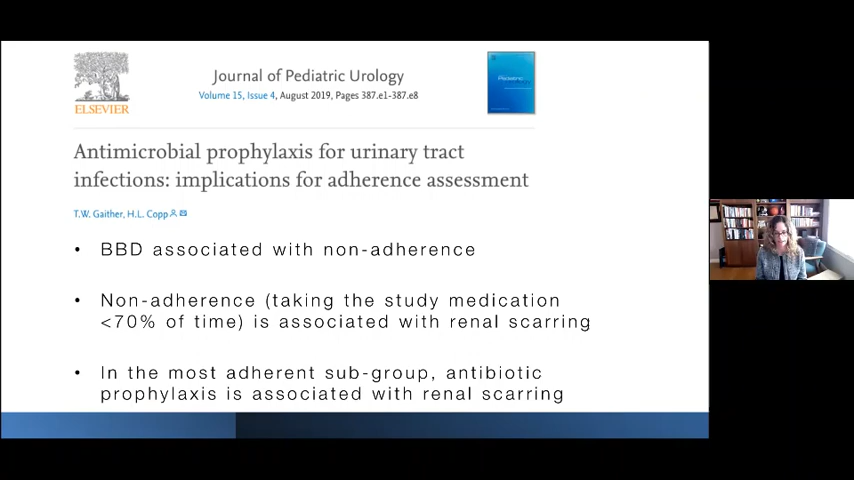 Journal of Pediatric Urology
Volume 15, Issue 4, August 2019, Pages 387.e1-387.e8
ELSEVIER
Antimicrobial prophylaxis for urinary tract
infections: implications for adherence assessment
T.W. Gaither, H.L. Copp
• BBD associated with non-adherence
• Non-adherence (taking the study medication
<70% of time) is associated with renal scarring
• In the most adherent sub-group, antibiotic
prophylaxis is associated with renal scarring